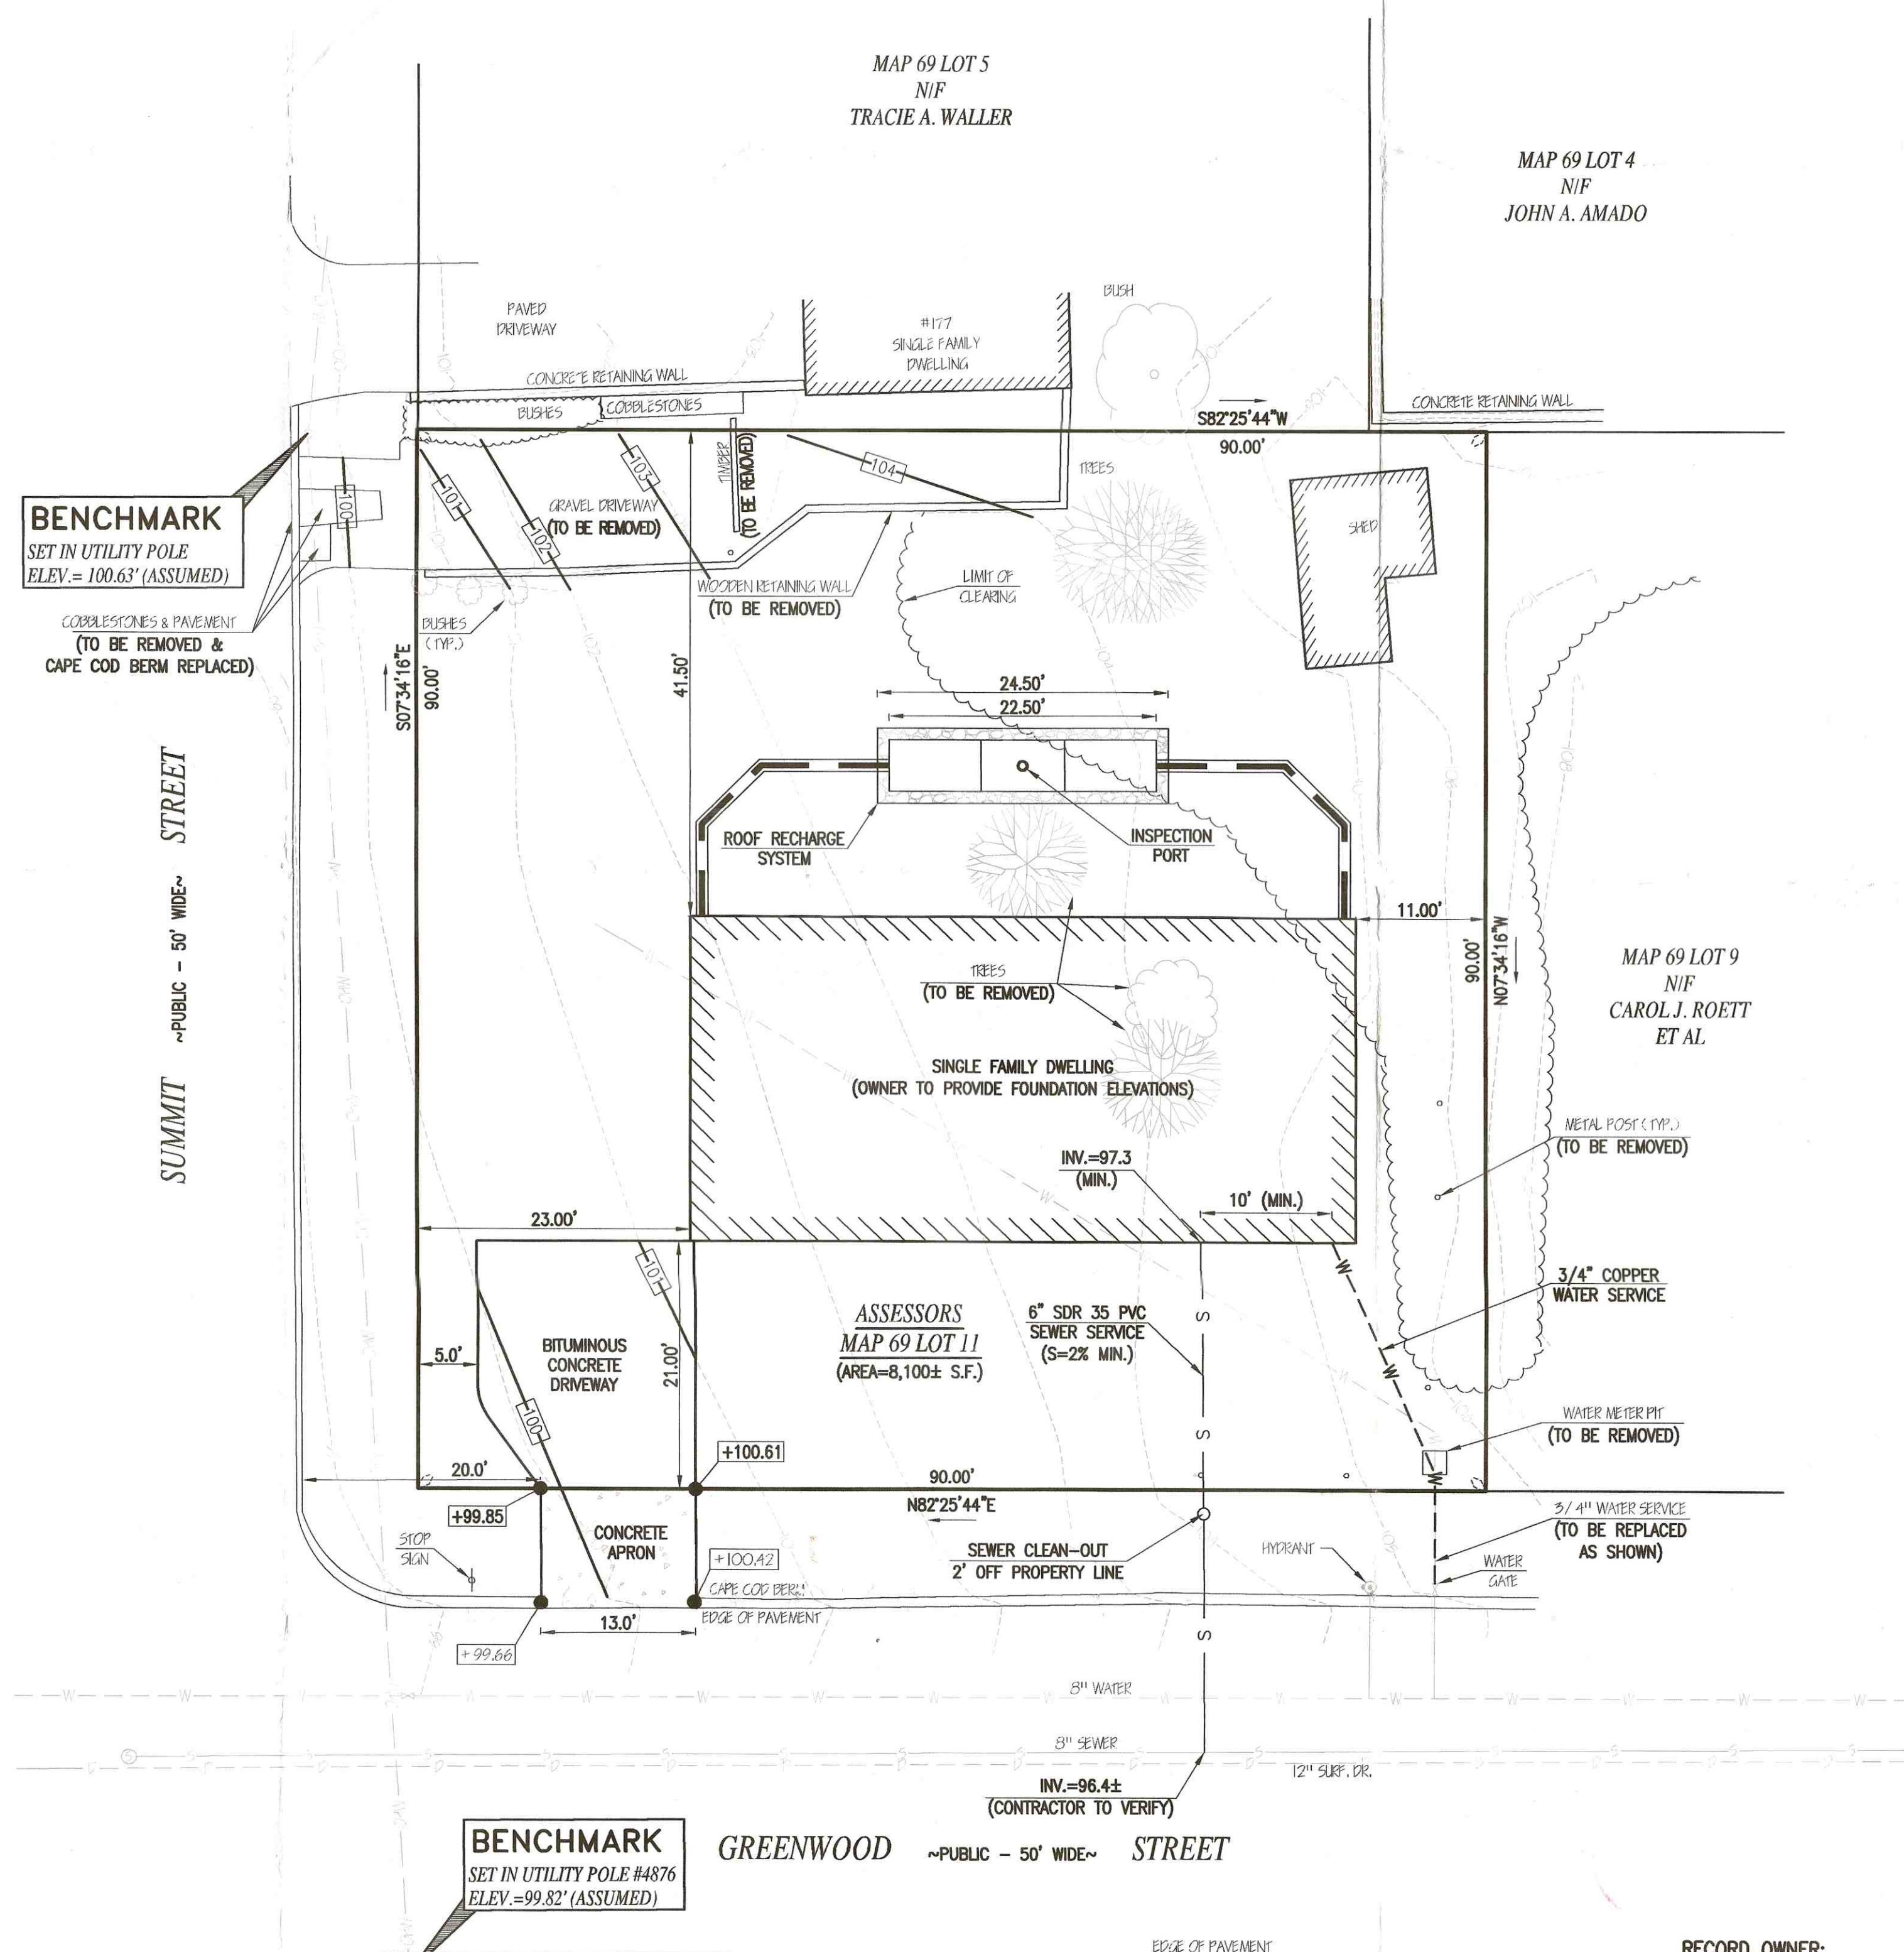 MAP 69 LOT 5
N/F
TRACIE A. WALLER
MAP 69 LOT 4
N/F
JOHN A. AMADO
PAVED
DRIVEWAY
#177
SINGLE FAMILY
DWELLING
BUSH
CONCRETE RETAINING WALL
BUSHES
COBBLESTONES
S82°25'44"W
90.00'
CONCRETE RETAINING WALL
BENCHMARK
SET IN UTILITY POLE
ELEV.= 100.63' (ASSUMED)
100
101
102
103
104
GRAVEL DRIVEWAY
(TO BE REMOVED)
TIMBER
(TO BE REMOVED)
TREES
SHED
COBBLESTONES & PAVEMENT
(TO BE REMOVED &
CAPE COD BERM REPLACED)
BUSHES
(TYP.)
WOODEN RETAINING WALL
(TO BE REMOVED)
LIMIT OF
CLEARING
S07°34'16"E
90.00'
41.50'
102
104
24.50'
22.50'
ROOF RECHARGE
SYSTEM
INSPECTION
PORT
SUMMIT ~PUBLIC - 50' WIDE~ STREET
11.00'
90.00'
N07°34'16"W
MAP 69 LOT 9
N/F
CAROL J. ROETT
ET AL
TREES
(TO BE REMOVED)
SINGLE FAMILY DWELLING
(OWNER TO PROVIDE FOUNDATION ELEVATIONS)
METAL POST (TYP.)
(TO BE REMOVED)
INV.=97.3
(MIN.)
10' (MIN.)
23.00'
101
W
3/4" COPPER
WATER SERVICE
ASSESSORS
MAP 69 LOT 11
(AREA=8,100± S.F.)
6" SDR 35 PVC
SEWER SERVICE
(S=2% MIN.)
S
BITUMINOUS
CONCRETE
DRIVEWAY
5.0'
21.00'
W
100
S
WATER METER PIT
(TO BE REMOVED)
+100.61
20.0'
90.00'
N82°25'44"E
W
+99.85
STOP
SIGN
CONCRETE
APRON
+100.42
SEWER CLEAN-OUT
2' OFF PROPERTY LINE
HYDRANT
3/4" WATER SERVICE
(TO BE REPLACED
AS SHOWN)
WATER
GATE
CAPE COD BERM
EDGE OF PAVEMENT
13.0'
+99.66
S
8" WATER
8" SEWER
12" SURF. DR.
INV.=96.4±
(CONTRACTOR TO VERIFY)
BENCHMARK
SET IN UTILITY POLE #4876
ELEV.=99.82' (ASSUMED)
GREENWOOD ~PUBLIC - 50' WIDE~ STREET
EDGE OF PAVEMENT
RECORD OWNER: